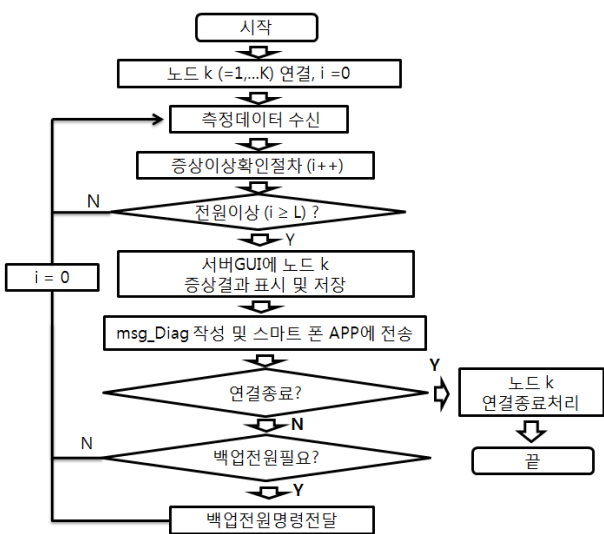 시작
노드 k (=1,...K) 연결, i =0
측정데이터 수신
증상이상확인절차 (i++)
N
전원이상 (i ≥ L) ?
Y
서버GUI에 노드 k
증상결과 표시 및 저장
i = 0
msg_Diag 작성 및 스마트 폰 APP에 전송
Y
연결종료?
노드 k
연결종료처리
N
N
백업전원필요?
끝
Y
백업전원명령전달